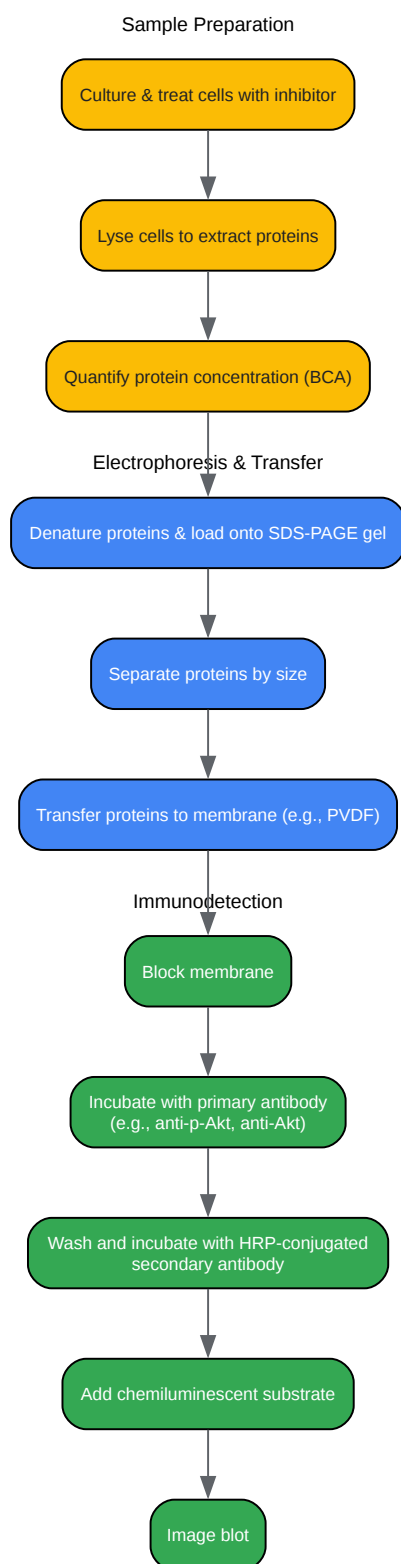 Sample Preparation
Culture & treat cells with inhibitor
Lyse cells to extract proteins
Quantify protein concentration (BCA)
Electrophoresis & Transfer
Denature proteins & load onto SDS-PAGE gel
Separate proteins by size
Transfer proteins to membrane (e.g., PVDF)
Immunodetection
Block membrane
Incubate with primary antibody
(e.g., anti-p-Akt, anti-Akt)
Wash and incubate with HRP-conjugated
secondary antibody
Add chemiluminescent substrate
Image blot